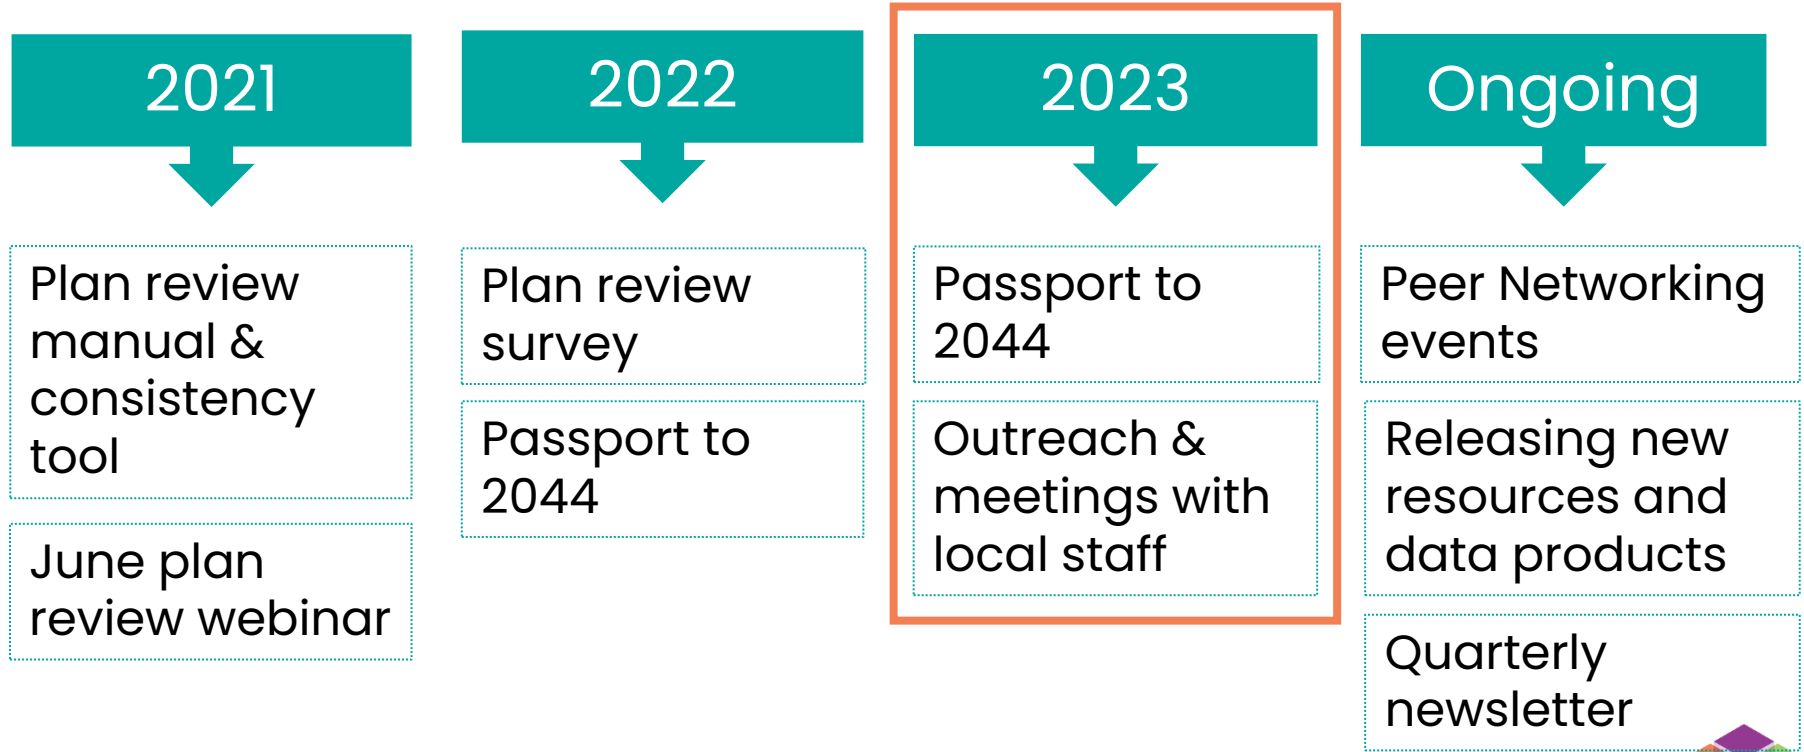 2021
Plan review
manual &
consistency
tool
June plan
review webinar
2022
Plan review
survey
Passport to
2044
2023
Passport to
2044
Outreach &
meetings with
local staff
Ongoing
Peer Networking
events
Releasing new
resources and
data products
Quarterly
newsletter